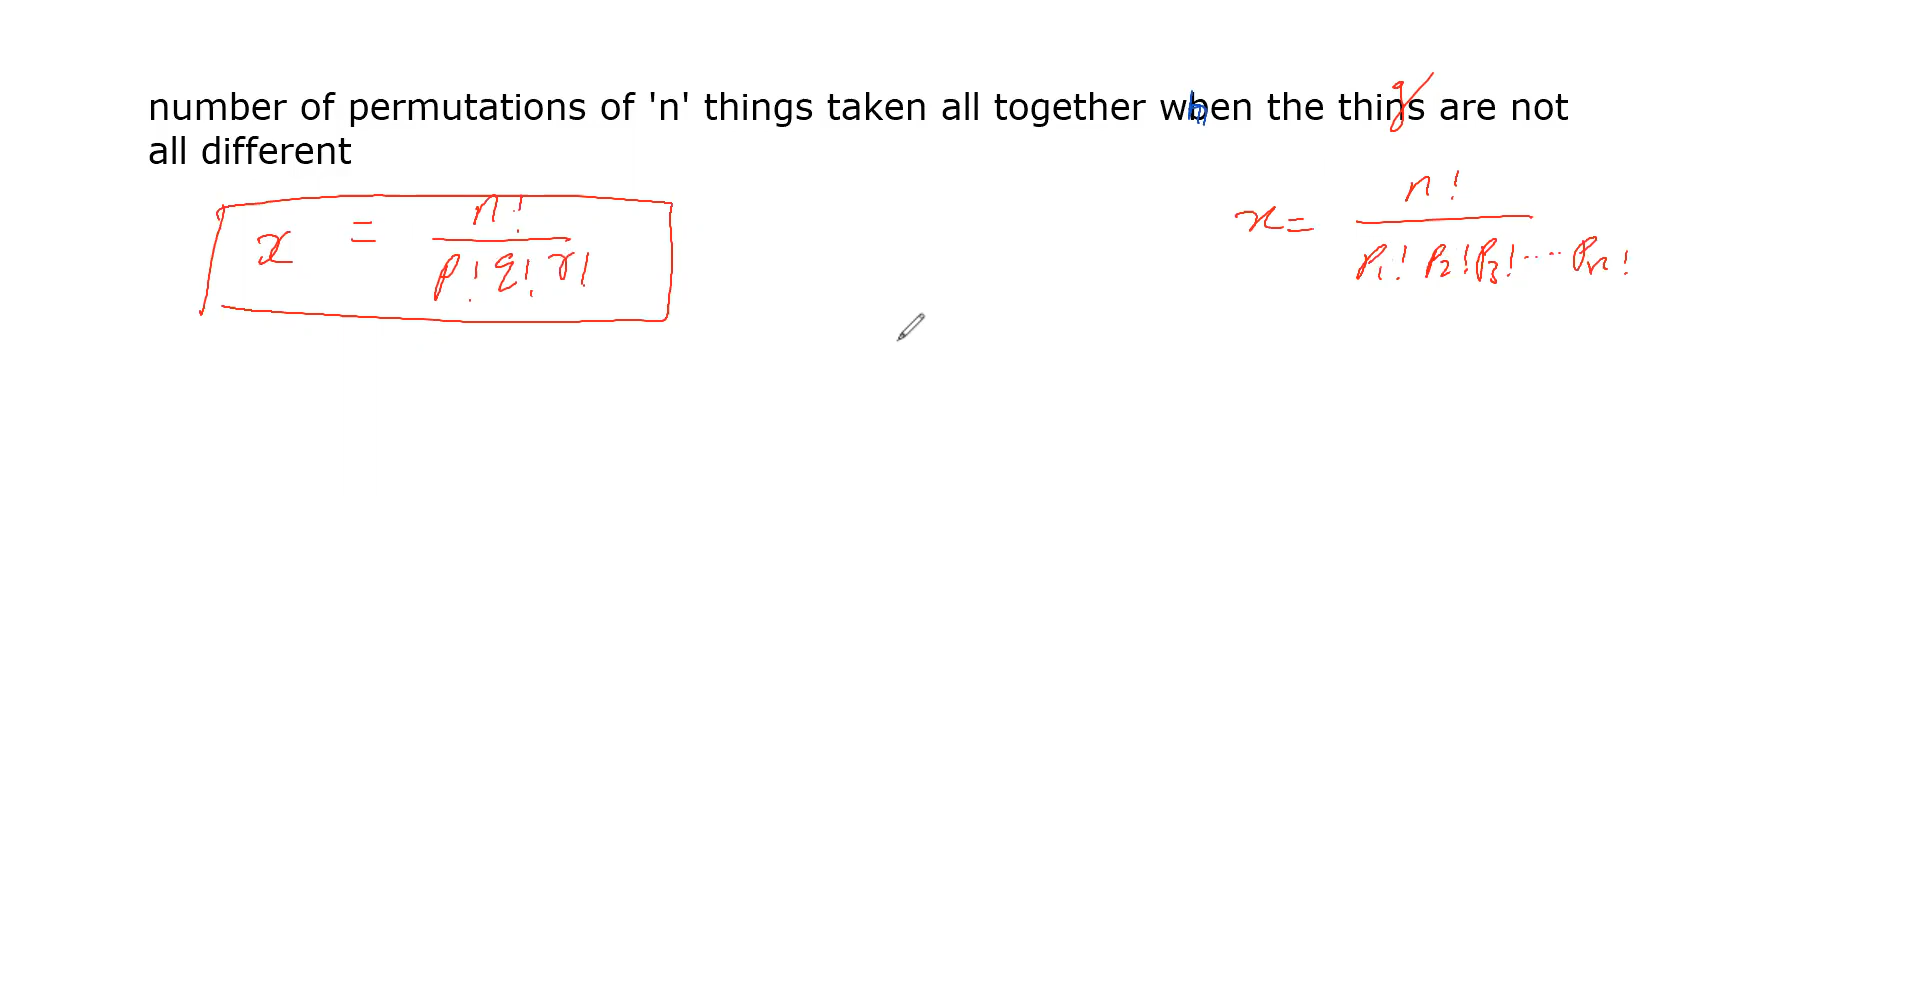 number of permutations of 'n' things taken all together when the things are not
all different
x = n! / p! q! r!
x = n! / P₁! P₂! P₃! .... Pₙ!